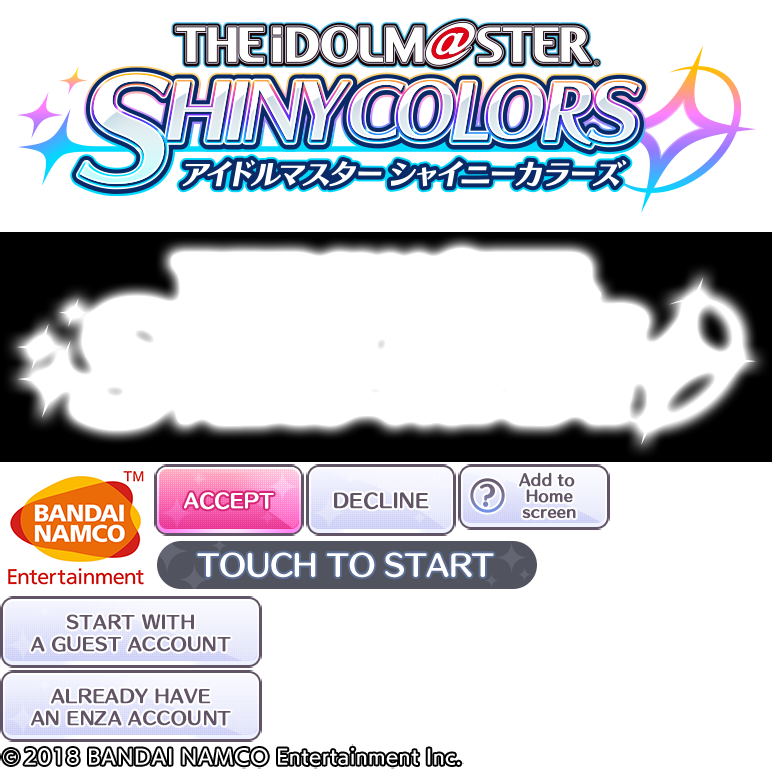 THE iDOLM@STER®
SHINY COLORS
アイドルマスター シャイニーカラーズ
BANDAI
NAMCO
TM
Entertainment
ACCEPT
DECLINE
?
Add to
Home
screen
TOUCH TO START
START WITH
A GUEST ACCOUNT
ALREADY HAVE
AN ENZA ACCOUNT
© 2018 BANDAI NAMCO Entertainment Inc.